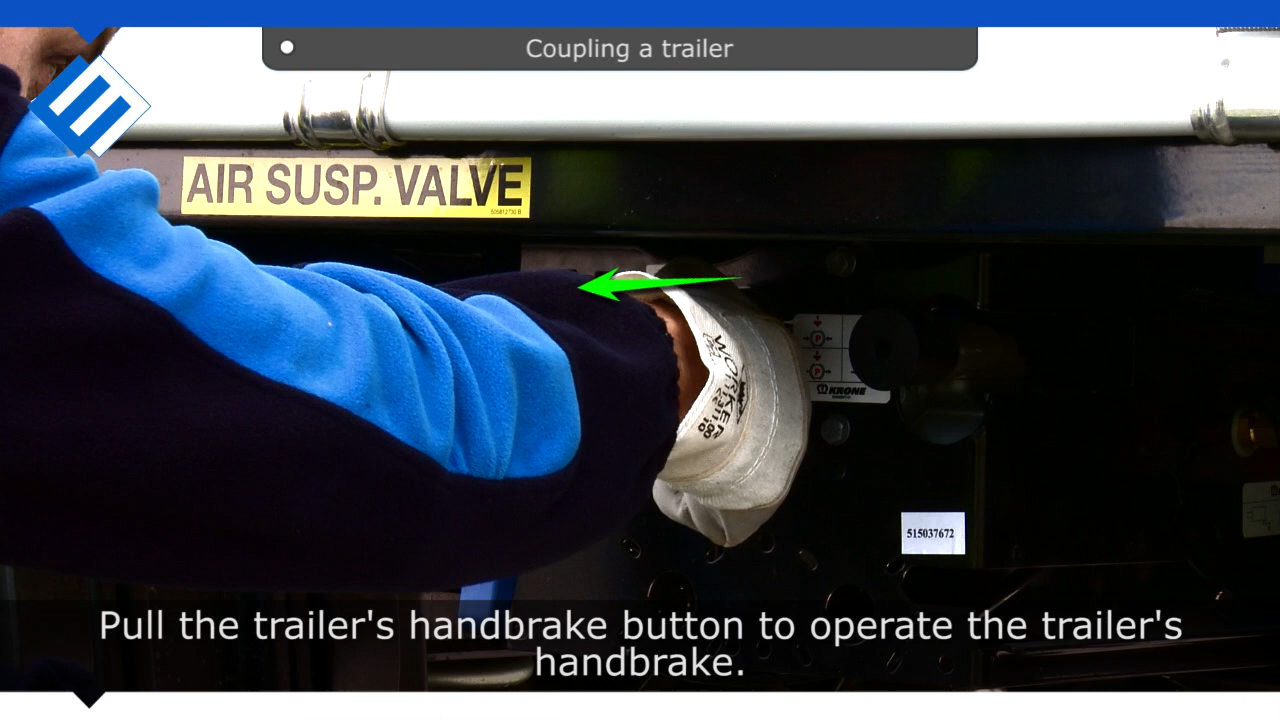 Coupling a trailer
AIR SUSP. VALVE
P
P
KRONE
515037672
Pull the trailer's handbrake button to operate the trailer's
handbrake.